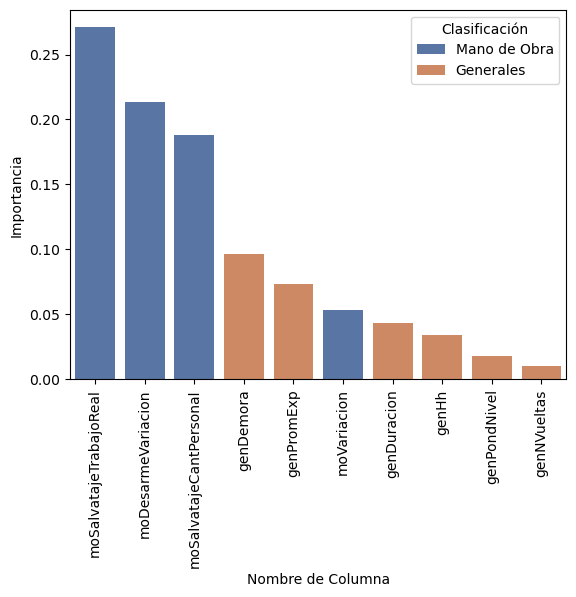 Clasificación
Mano de Obra
Generales
Importancia
0.25
0.20
0.15
0.10
0.05
0.00
moSalvatajeTrabajoReal
moDesarmeVariacion
moSalvatajeCantPersonal
genDemora
genPromExp
moVariacion
genDuracion
genHh
genPondNivel
genNVueltas
Nombre de Columna